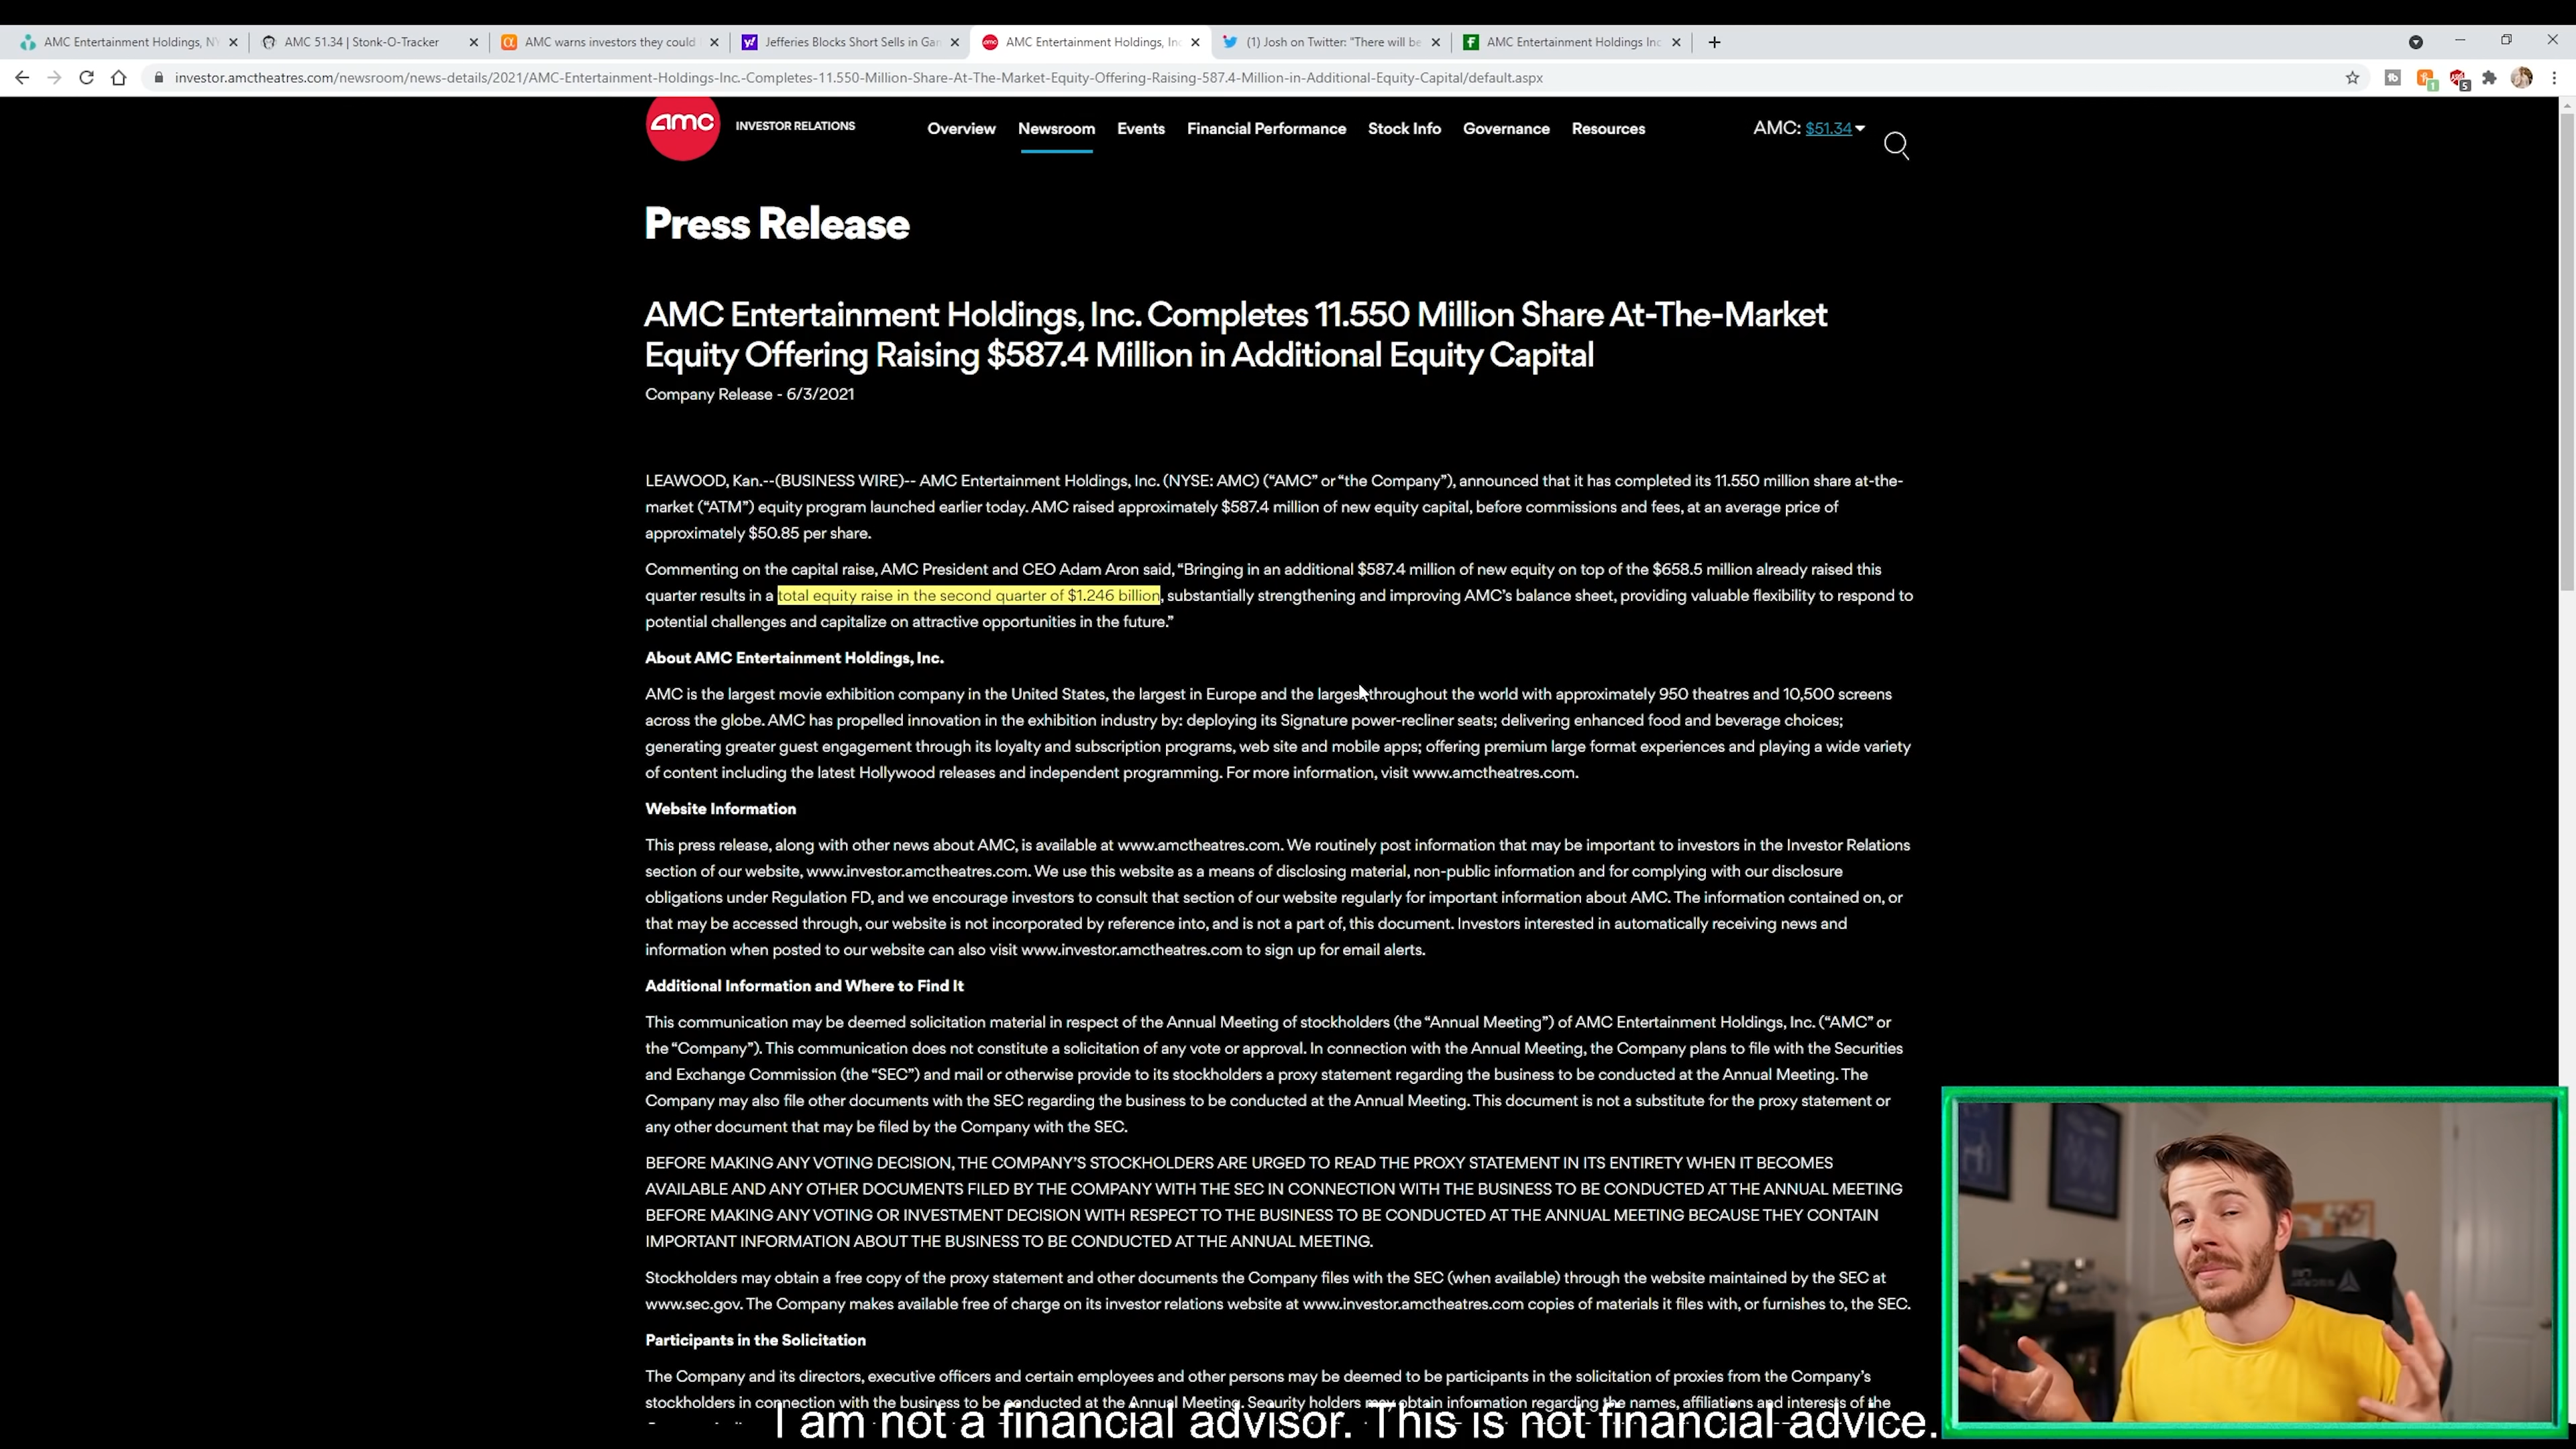 AMC Entertainment Holdings, NY
AMC 51.34 | Stonk-O-Tracker
AMC warns investors they could
Jefferies Blocks Short Sells in Gam
AMC Entertainment Holdings, Inc
(1) Josh on Twitter: "There will be
AMC Entertainment Holdings Inc
investor.amctheatres.com/newsroom/news-details/2021/AMC-Entertainment-Holdings-Inc.-Completes-11.550-Million-Share-At-The-Market-Equity-Offering-Raising-587.4-Million-in-Additional-Equity-Capital/default.aspx
amc INVESTOR RELATIONS
Overview Newsroom Events Financial Performance Stock Info Governance Resources
AMC: $51.34
Press Release
AMC Entertainment Holdings, Inc. Completes 11.550 Million Share At-The-Market
Equity Offering Raising $587.4 Million in Additional Equity Capital
Company Release - 6/3/2021
LEAWOOD, Kan.--(BUSINESS WIRE)-- AMC Entertainment Holdings, Inc. (NYSE: AMC) (“AMC” or “the Company”), announced that it has completed its 11.550 million share at-the-
market (“ATM”) equity program launched earlier today. AMC raised approximately $587.4 million of new equity capital, before commissions and fees, at an average price of
approximately $50.85 per share.
Commenting on the capital raise, AMC President and CEO Adam Aron said, “Bringing in an additional $587.4 million of new equity on top of the $658.5 million already raised this
quarter results in a total equity raise in the second quarter of $1.246 billion, substantially strengthening and improving AMC’s balance sheet, providing valuable flexibility to respond to
potential challenges and capitalize on attractive opportunities in the future.”
About AMC Entertainment Holdings, Inc.
AMC is the largest movie exhibition company in the United States, the largest in Europe and the largest throughout the world with approximately 950 theatres and 10,500 screens
across the globe. AMC has propelled innovation in the exhibition industry by: deploying its Signature power-recliner seats; delivering enhanced food and beverage choices;
generating greater guest engagement through its loyalty and subscription programs, web site and mobile apps; offering premium large format experiences and playing a wide variety
of content including the latest Hollywood releases and independent programming. For more information, visit www.amctheatres.com.
Website Information
This press release, along with other news about AMC, is available at www.amctheatres.com. We routinely post information that may be important to investors in the Investor Relations
section of our website, www.investor.amctheatres.com. We use this website as a means of disclosing material, non-public information and for complying with our disclosure
obligations under Regulation FD, and we encourage investors to consult that section of our website regularly for important information about AMC. The information contained on, or
that may be accessed through, our website is not incorporated by reference into, and is not a part of, this document. Investors interested in automatically receiving news and
information when posted to our website can also visit www.investor.amctheatres.com to sign up for email alerts.
Additional Information and Where to Find It
This communication may be deemed solicitation material in respect of the Annual Meeting of stockholders (the “Annual Meeting”) of AMC Entertainment Holdings, Inc. (“AMC” or
the “Company”). This communication does not constitute a solicitation of any vote or approval. In connection with the Annual Meeting, the Company plans to file with the Securities
and Exchange Commission (the “SEC”) and mail or otherwise provide to its stockholders a proxy statement regarding the business to be conducted at the Annual Meeting. The
Company may also file other documents with the SEC regarding the business to be conducted at the Annual Meeting. This document is not a substitute for the proxy statement or
any other document that may be filed by the Company with the SEC.
BEFORE MAKING ANY VOTING DECISION, THE COMPANY’S STOCKHOLDERS ARE URGED TO READ THE PROXY STATEMENT IN ITS ENTIRETY WHEN IT BECOMES
AVAILABLE AND ANY OTHER DOCUMENTS FILED BY THE COMPANY WITH THE SEC IN CONNECTION WITH THE BUSINESS TO BE CONDUCTED AT THE ANNUAL MEETING
BEFORE MAKING ANY VOTING OR INVESTMENT DECISION WITH RESPECT TO THE BUSINESS TO BE CONDUCTED AT THE ANNUAL MEETING BECAUSE THEY CONTAIN
IMPORTANT INFORMATION ABOUT THE BUSINESS TO BE CONDUCTED AT THE ANNUAL MEETING.
Stockholders may obtain a free copy of the proxy statement and other documents the Company files with the SEC (when available) through the website maintained by the SEC at
www.sec.gov. The Company makes available free of charge on its investor relations website at www.investor.amctheatres.com copies of materials it files with, or furnishes to, the SEC.
Participants in the Solicitation
The Company and its directors, executive officers and certain employees and other persons may be deemed to be participants in the solicitation of proxies from the Company’s
stockholders in connection with the business to be conducted at the Annual Meeting. Security holders may obtain information regarding the names, affiliations and interests of the
I am not a financial advisor. This is not financial advice.